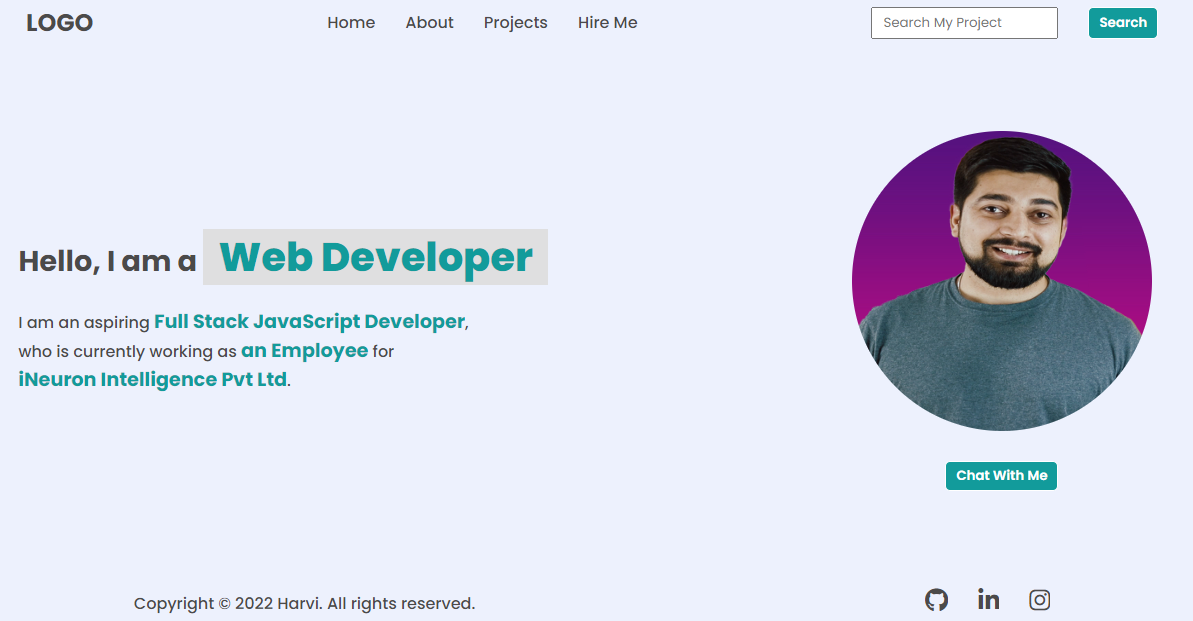 LOGO
Home About Projects Hire Me
Search My Project
Search
Hello, I am a Web Developer
I am an aspiring Full Stack JavaScript Developer,
who is currently working as an Employee for
iNeuron Intelligence Pvt Ltd.
Chat With Me
Copyright © 2022 Harvi. All rights reserved.